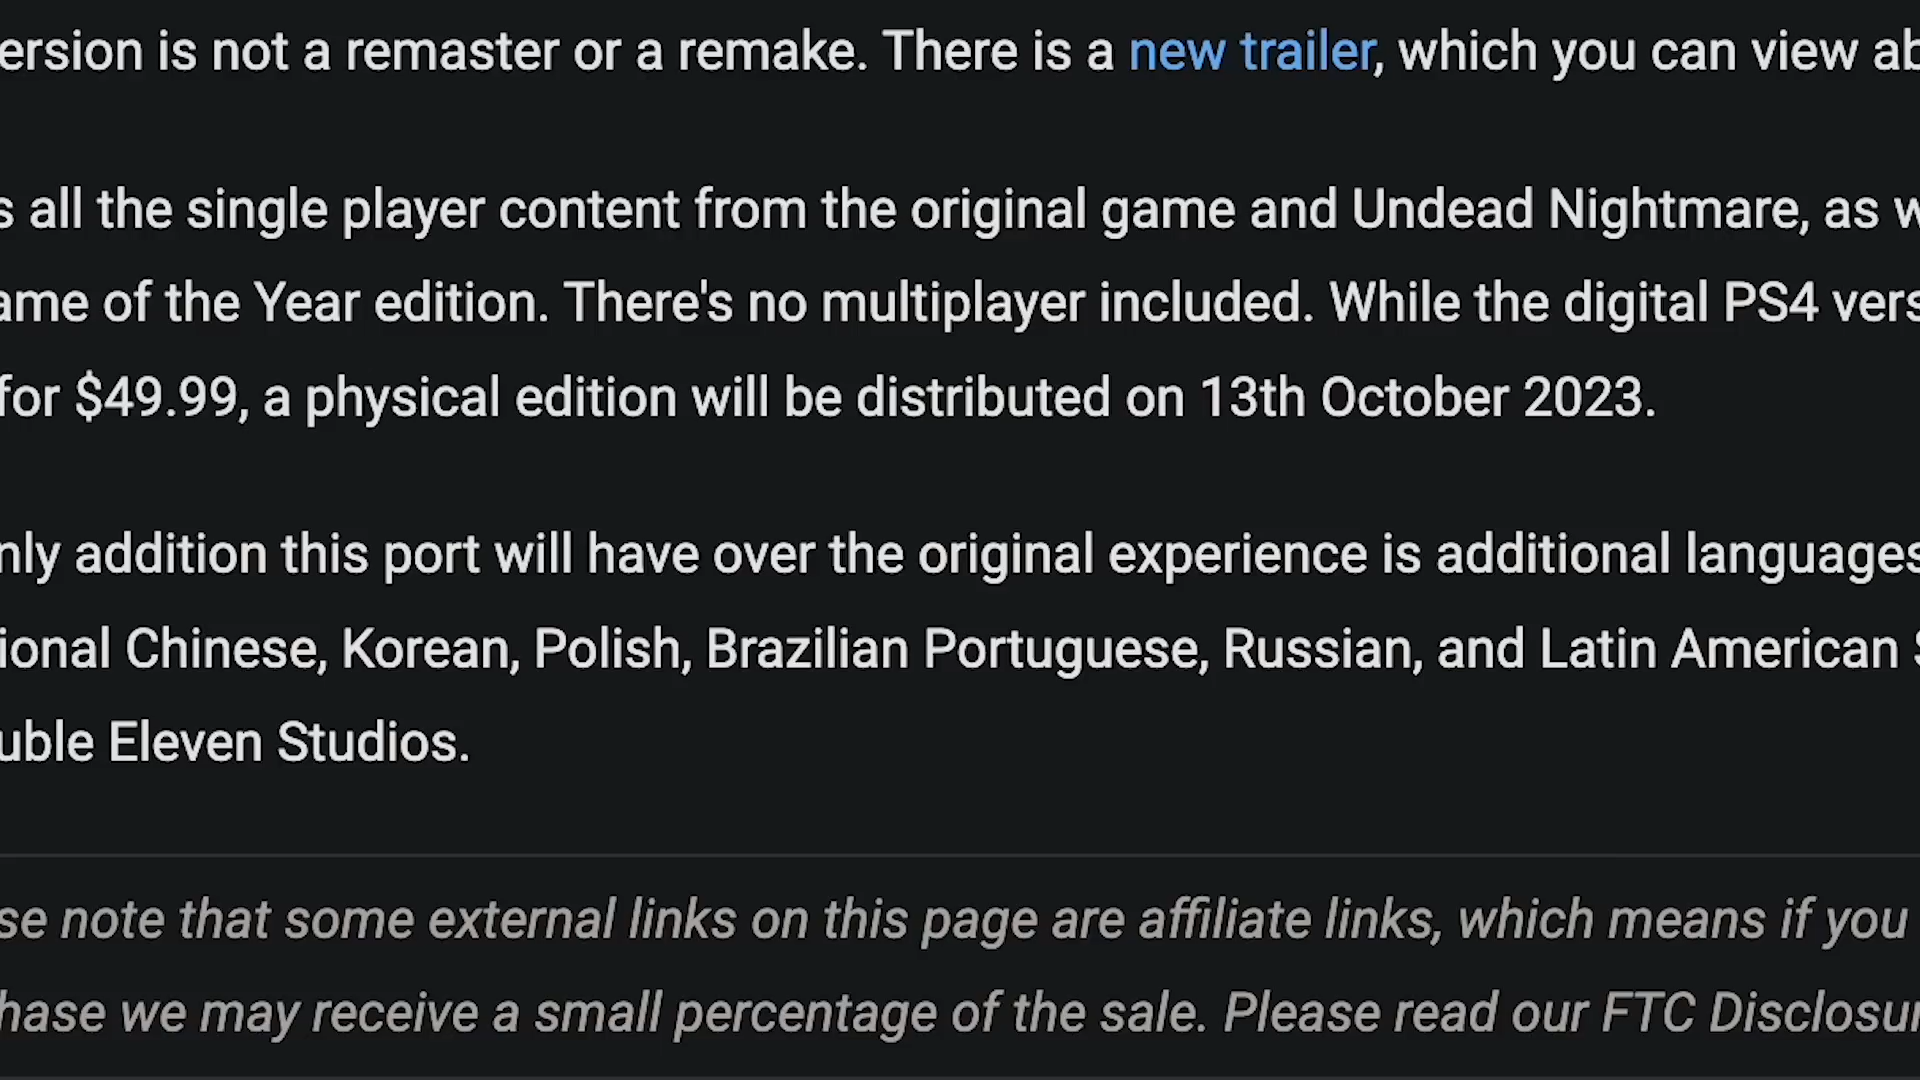 ersion is not a remaster or a remake. There is a new trailer, which you can view ab
s all the single player content from the original game and Undead Nightmare, as w
ame of the Year edition. There's no multiplayer included. While the digital PS4 vers
for $49.99, a physical edition will be distributed on 13th October 2023.
nly addition this port will have over the original experience is additional languages
ional Chinese, Korean, Polish, Brazilian Portuguese, Russian, and Latin American S
uble Eleven Studios.
se note that some external links on this page are affiliate links, which means if you
hase we may receive a small percentage of the sale. Please read our FTC Disclosur